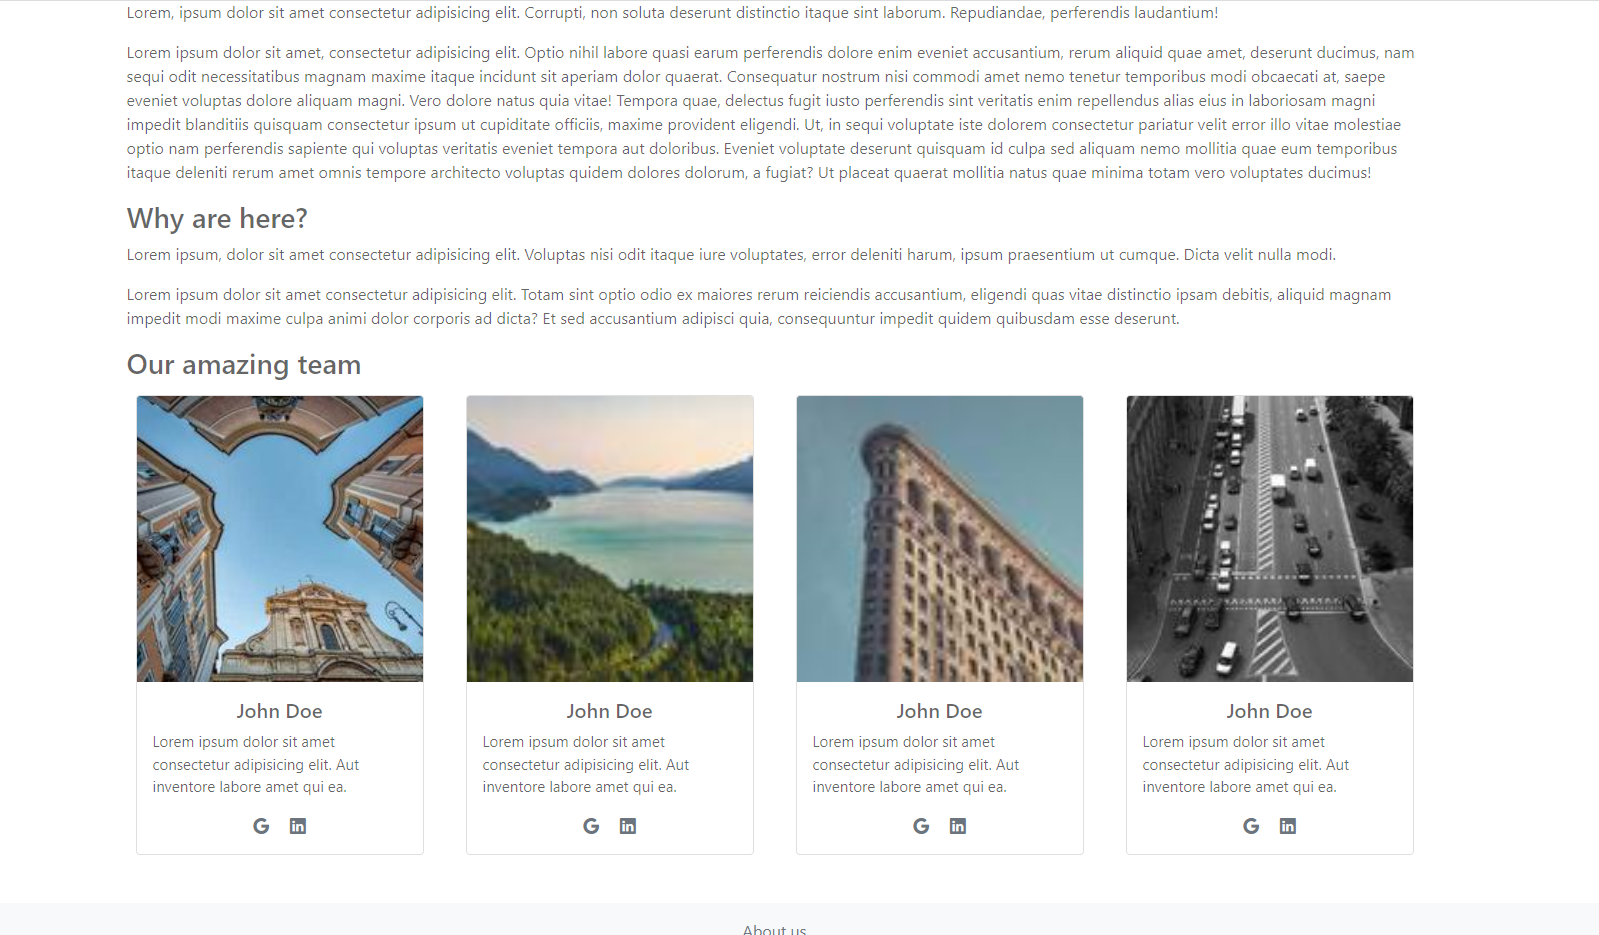 Lorem, ipsum dolor sit amet consectetur adipisicing elit. Corrupti, non soluta deserunt distinctio itaque sint laborum. Repudiandae, perferendis laudantium!
Lorem ipsum dolor sit amet, consectetur adipisicing elit. Optio nihil labore quasi earum perferendis dolore enim eveniet accusantium, rerum aliquid quae amet, deserunt ducimus, nam
sequi odit necessitatibus magnam maxime itaque incidunt sit aperiam dolor quaerat. Consequatur nostrum nisi commodi amet nemo tenetur temporibus modi obcaecati at, saepe
eveniet voluptas dolore aliquam magni. Vero dolore natus quia vitae! Tempora quae, delectus fugit iusto perferendis sint veritatis enim repellendus alias eius in laboriosam magni
impedit blanditiis quisquam consectetur ipsum ut cupiditate officiis, maxime provident eligendi. Ut, in sequi voluptate iste dolorem consectetur pariatur velit error illo vitae molestiae
optio nam perferendis sapiente qui voluptas veritatis eveniet tempora aut doloribus. Eveniet voluptate deserunt quisquam id culpa sed aliquam nemo mollitia quae eum temporibus
itaque deleniti rerum amet omnis tempore architecto voluptas quidem dolores dolorum, a fugiat? Ut placeat quaerat mollitia natus quae minima totam vero voluptates ducimus!
Why are here?
Lorem ipsum, dolor sit amet consectetur adipisicing elit. Voluptas nisi odit itaque iure voluptates, error deleniti harum, ipsum praesentium ut cumque. Dicta velit nulla modi.
Lorem ipsum dolor sit amet consectetur adipisicing elit. Totam sint optio odio ex maiores rerum reiciendis accusantium, eligendi quas vitae distinctio ipsam debitis, aliquid magnam
impedit modi maxime culpa animi dolor corporis ad dicta? Et sed accusantium adipisci quia, consequuntur impedit quidem quibusdam esse deserunt.
Our amazing team
John Doe
Lorem ipsum dolor sit amet
consectetur adipisicing elit. Aut
inventore labore amet qui ea.
G in
John Doe
Lorem ipsum dolor sit amet
consectetur adipisicing elit. Aut
inventore labore amet qui ea.
G in
John Doe
Lorem ipsum dolor sit amet
consectetur adipisicing elit. Aut
inventore labore amet qui ea.
G in
John Doe
Lorem ipsum dolor sit amet
consectetur adipisicing elit. Aut
inventore labore amet qui ea.
G in
About us